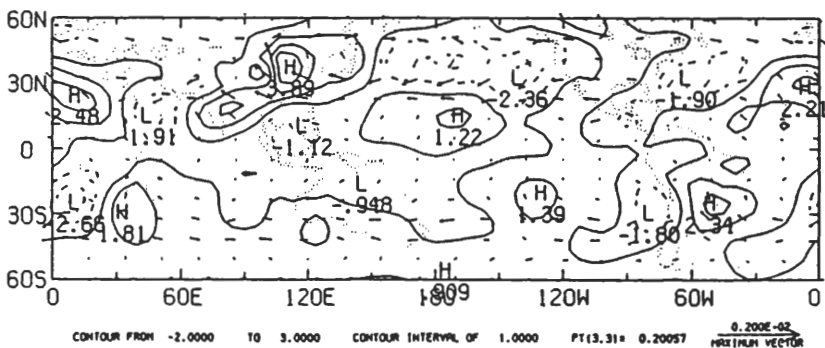 60N
H H L H
3.89 -2.36 L
30N
H -1.90
2.48 L L H 2.21
-1.91 1.22
0 -1.12
L L H H
-.948
30S H L
-2.66 1.81 1.39 -1.80 2.34
60S H
.609
0 60E 120E 180 120W 60W 0
CONTOUR FROM -2.0000 TO 3.0000 CONTOUR INTERVAL OF 1.0000 PT(3,3)= 0.20057 0.200E-02
MAXIMUM VECTOR